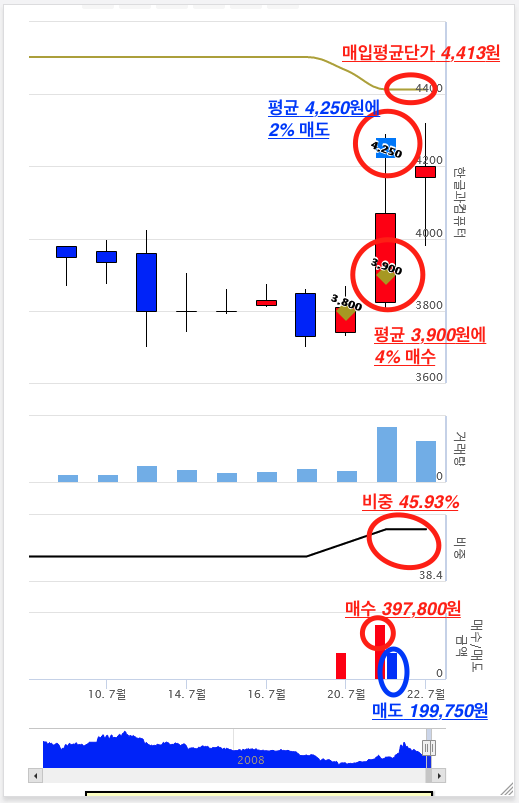 매입평균단가 4,413원
4400
평균 4,250원에
2% 매도
4,250
4200
한글과컴퓨터
4000
3,900
3,800
3800
평균 3,900원에
4% 매수
3600
거래량
0
비중 45.93%
비중
38.4
매수 397,800원
매수/매도
금액
0
10. 7월
14. 7월
16. 7월
20. 7월
22. 7월
매도 199,750원
2008